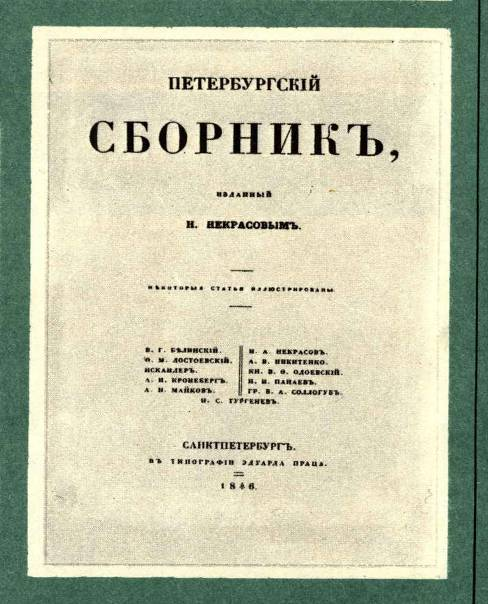 ПЕТЕРБУРГСКІЙ
СБОРНИКЪ,
ИЗДАННЫЙ
Н. НЕКРАСОВЫМЪ.
НѢКОТОРЫЯ СТАТЬИ ИЛЛЮСТРИРОВАНЫ
В. Г. БѢЛИНСКІЙ.
Ѳ. М. ДОСТОЕВСКІЙ.
ИСКАНДЕРЪ.
А. И. КРОНЕБЕРГЪ.
А. Н. МАЙКОВЪ.
Н. А. НЕКРАСОВЪ.
А. В. НИКИТЕНКО.
КН. В. Ѳ. ОДОЕВСКІЙ.
И. И. ПАНАЕВЪ.
ГР. В. А. СОЛЛОГУБЪ.
И. С. ТУРГЕНЕВЪ.
САНКТПЕТЕРБУРГЪ.
ВЪ ТИПОГРАФІИ ЭДУАРДА ПРАЦА.
1846.